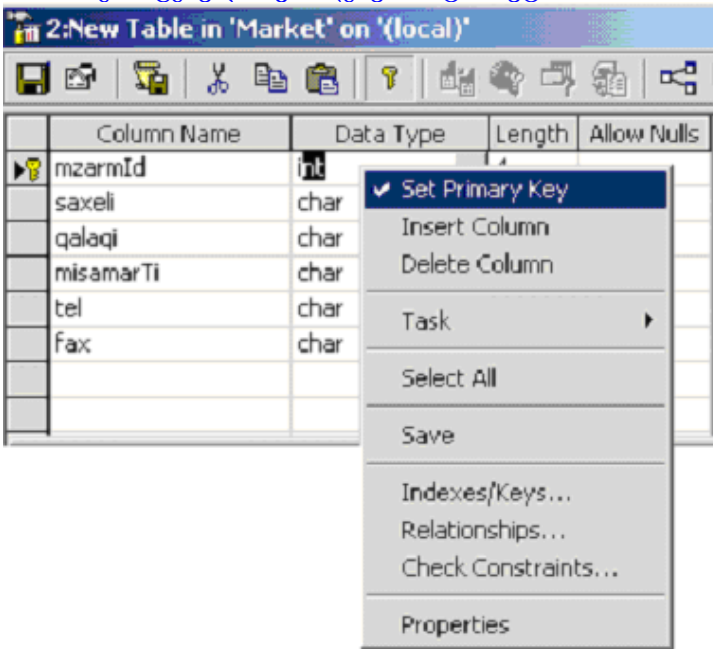 2:New Table in 'Market' on '(local)'
Column Name Data Type Length Allow Nulls
mzarmId int 4
saxeli char
qalaqi char
misamarTi char
tel char
fax char
Set Primary Key
Insert Column
Delete Column
Task
Select All
Save
Indexes/Keys...
Relationships...
Check Constraints...
Properties